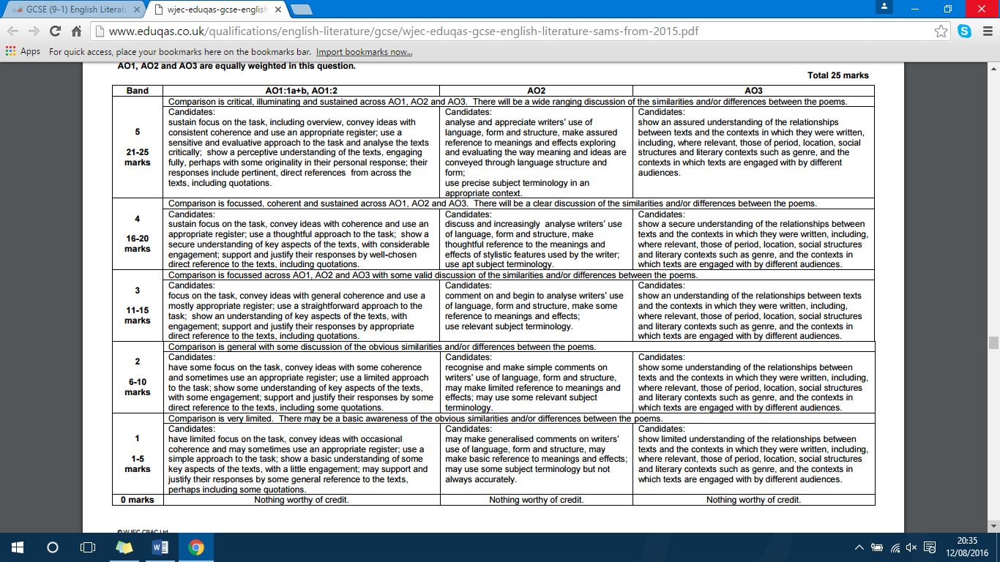 GCSE (9-1) English Literatu
wjec-eduqas-gcse-english
www.eduqas.co.uk/qualifications/english-literature/gcse/wjec-eduqas-gcse-english-literature-sams-from-2015.pdf
Apps For quick access, place your bookmarks here on the bookmarks bar. Import bookmarks now...
AO1, AO2 and AO3 are equally weighted in this question.
Total 25 marks
Band AO1:1a+b, AO1:2 AO2 AO3
5
21-25
marks
Comparison is critical, illuminating and sustained across AO1, AO2 and AO3. There will be a wide ranging discussion of the similarities and/or differences between the poems.
Candidates:
sustain focus on the task, including overview, convey ideas with
consistent coherence and use an appropriate register; use a
sensitive and evaluative approach to the task and analyse the texts
critically; show a perceptive understanding of the texts, engaging
fully, perhaps with some originality in their personal response; their
responses include pertinent, direct references from across the
texts, including quotations.
Candidates:
analyse and appreciate writers' use of
language, form and structure, make assured
reference to meanings and effects exploring
and evaluating the way meaning and ideas are
conveyed through language structure and
form;
use precise subject terminology in an
appropriate context.
Candidates:
show an assured understanding of the relationships
between texts and the contexts in which they were written,
including, where relevant, those of period, location, social
structures and literary contexts such as genre, and the
contexts in which texts are engaged with by different
audiences.
4
16-20
marks
Comparison is focussed, coherent and sustained across AO1, AO2 and AO3. There will be a clear discussion of the similarities and/or differences between the poems.
Candidates:
sustain focus on the task, convey ideas with coherence and use an
appropriate register; use a thoughtful approach to the task; show a
secure understanding of key aspects of the texts, with considerable
engagement; support and justify their responses by well-chosen
direct reference to the texts, including quotations.
Candidates:
discuss and increasingly analyse writers' use
of language, form and structure, make
thoughtful reference to the meanings and
effects of stylistic features used by the writer;
use apt subject terminology.
Candidates:
show a secure understanding of the relationships between
texts and the contexts in which they were written, including,
where relevant, those of period, location, social structures
and literary contexts such as genre, and the contexts in
which texts are engaged with by different audiences.
3
11-15
marks
Comparison is focussed across AO1, AO2 and AO3 with some valid discussion of the similarities and/or differences between the poems.
Candidates:
focus on the task, convey ideas with general coherence and use a
mostly appropriate register; use a straightforward approach to the
task; show an understanding of key aspects of the texts, with
engagement; support and justify their responses by appropriate
direct reference to the texts, including quotations.
Candidates:
comment on and begin to analyse writers' use
of language, form and structure, make some
reference to meanings and effects;
use relevant subject terminology.
Candidates:
show an understanding of the relationships between texts
and the contexts in which they were written, including,
where relevant, those of period, location, social structures
and literary contexts such as genre, and the contexts in
which texts are engaged with by different audiences.
2
6-10
marks
Comparison is general with some discussion of the obvious similarities and/or differences between the poems.
Candidates:
have some focus on the task, convey ideas with some coherence
and sometimes use an appropriate register; use a limited approach
to the task; show some understanding of key aspects of the texts,
with some engagement; support and justify their responses by some
direct reference to the texts, including some quotations.
Candidates:
recognise and make simple comments on
writers' use of language, form and structure,
may make limited reference to meanings and
effects; may use some relevant subject
terminology.
Candidates:
show some understanding of the relationships between
texts and the contexts in which they were written, including,
where relevant, those of period, location, social structures
and literary contexts such as genre, and the contexts in
which texts are engaged with by different audiences.
1
1-5
marks
Comparison is very limited. There may be a basic awareness of the obvious similarities and/or differences between the poems.
Candidates:
have limited focus on the task, convey ideas with occasional
coherence and may sometimes use an appropriate register; use a
simple approach to the task; show a basic understanding of some
key aspects of the texts, with a little engagement; may support and
justify their responses by some general reference to the texts,
perhaps including some quotations.
Candidates:
may make generalised comments on writers'
use of language, form and structure, may
make basic reference to meanings and effects;
may use some subject terminology but not
always accurately.
Candidates:
show limited understanding of the relationships between
texts and the contexts in which they were written, including,
where relevant, those of period, location, social structures
and literary contexts such as genre, and the contexts in
which texts are engaged with by different audiences.
0 marks Nothing worthy of credit. Nothing worthy of credit. Nothing worthy of credit.
© WJEC CBAC Ltd.
20:35
12/08/2016